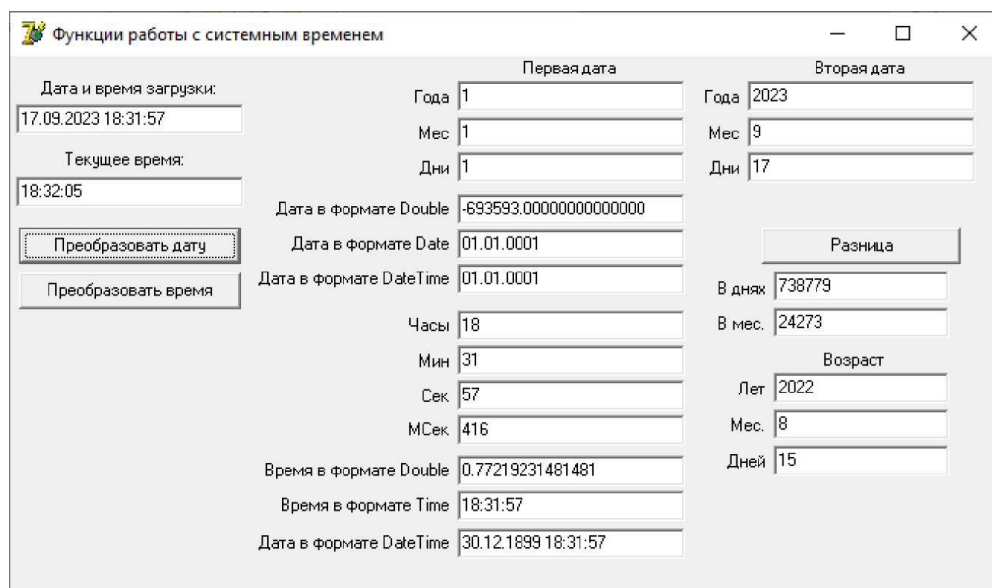 Функции работы с системным временем
Дата и время загрузки:
17.09.2023 18:31:57
Текущее время:
18:32:05
Преобразовать дату
Преобразовать время
Первая дата
Года 1
Мес 1
Дни 1
Дата в формате Double -693593.00000000000000
Дата в формате Date 01.01.0001
Дата в формате DateTime 01.01.0001
Часы 18
Мин 31
Сек 57
МСек 416
Время в формате Double 0.77219231481481
Время в формате Time 18:31:57
Дата в формате DateTime 30.12.1899 18:31:57
Вторая дата
Года 2023
Мес 9
Дни 17
Разница
В днях 738779
В мес. 24273
Возраст
Лет 2022
Мес. 8
Дней 15